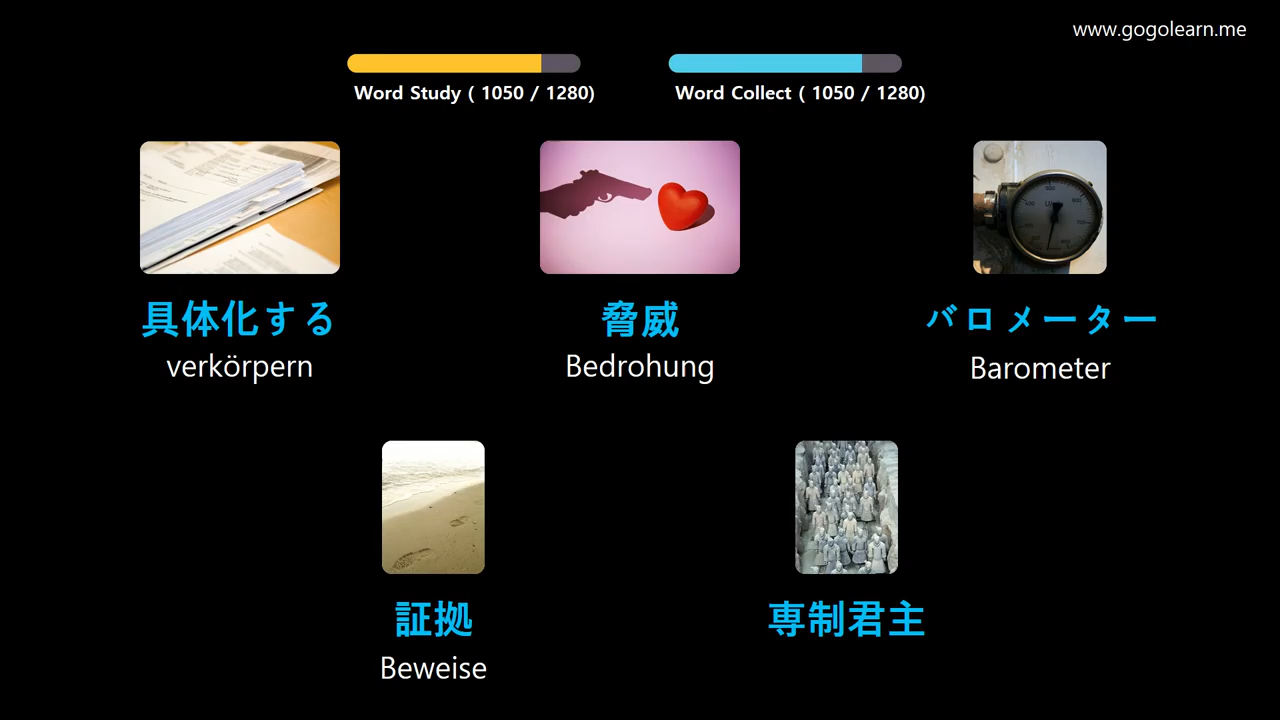 www.gogolearn.me
Word Study ( 1050 / 1280)
Word Collect ( 1050 / 1280)
具体化する
verkörpern
脅威
Bedrohung
バロメーター
Barometer
証拠
Beweise
専制君主